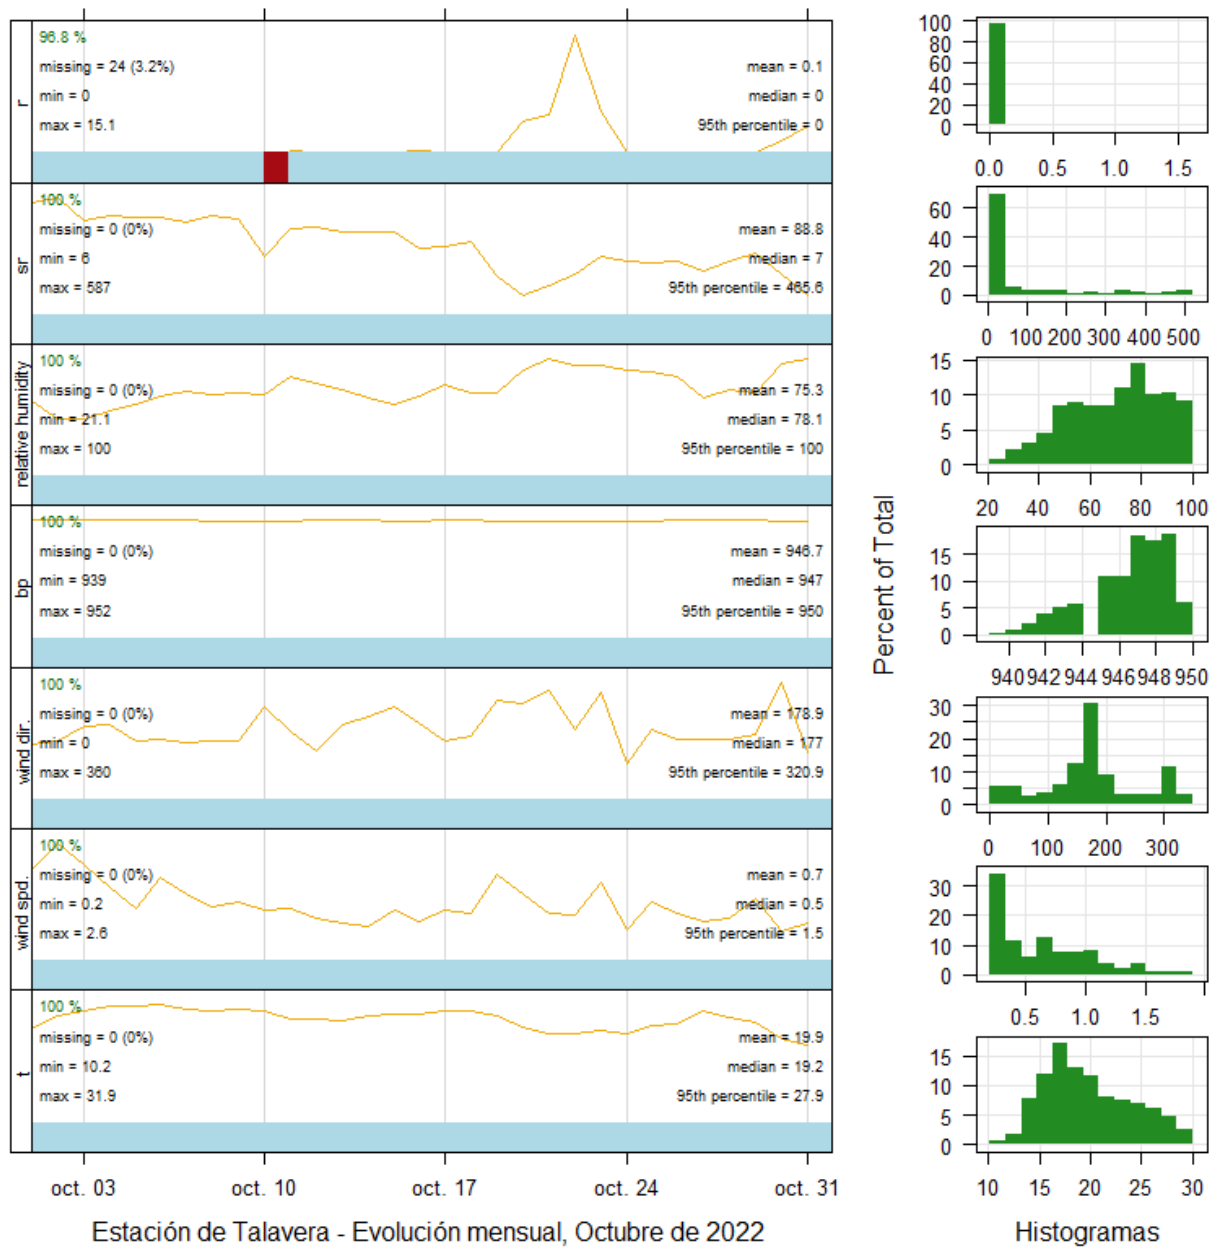 r
96.8 %
missing = 24 (3.2%)
min = 0
max = 15.1
mean = 0.1
median = 0
95th percentile = 0
100
80
60
40
20
0
0.0 0.5 1.0 1.5
sr
100 %
missing = 0 (0%)
min = 6
max = 587
mean = 88.8
median = 7
95th percentile = 465.6
60
40
20
0
0 100 200 300 400 500
relative humidity
100 %
missing = 0 (0%)
min = 21.1
max = 100
mean = 75.3
median = 78.1
95th percentile = 100
15
10
5
0
20 40 60 80 100
bp
100 %
missing = 0 (0%)
min = 939
max = 952
mean = 946.7
median = 947
95th percentile = 950
15
10
5
0
940 942 944 946 948 950
wind dir.
100 %
missing = 0 (0%)
min = 0
max = 360
mean = 178.9
median = 177
95th percentile = 320.9
30
20
10
0
0 100 200 300
wind spd.
100 %
missing = 0 (0%)
min = 0.2
max = 2.6
mean = 0.7
median = 0.5
95th percentile = 1.5
30
20
10
0
0.5 1.0 1.5
t
100 %
missing = 0 (0%)
min = 10.2
max = 31.9
mean = 19.9
median = 19.2
95th percentile = 27.9
15
10
5
0
10 15 20 25 30
Percent of Total
oct. 03 oct. 10 oct. 17 oct. 24 oct. 31
Estación de Talavera - Evolución mensual, Octubre de 2022
Histogramas